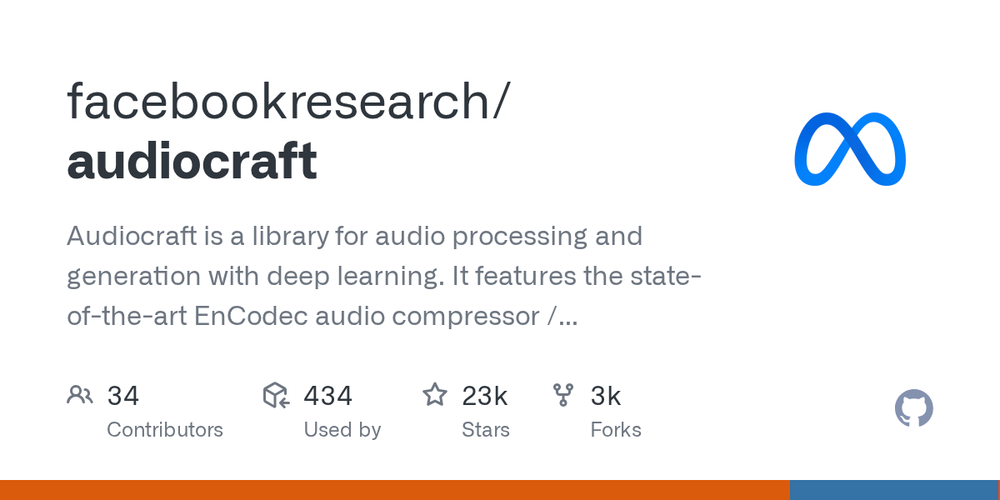 facebookresearch/
audiocraft
Audiocraft is a library for audio processing and
generation with deep learning. It features the state-
of-the-art EnCodec audio compressor /...
34 434 23k 3k
Contributors Used by Stars Forks